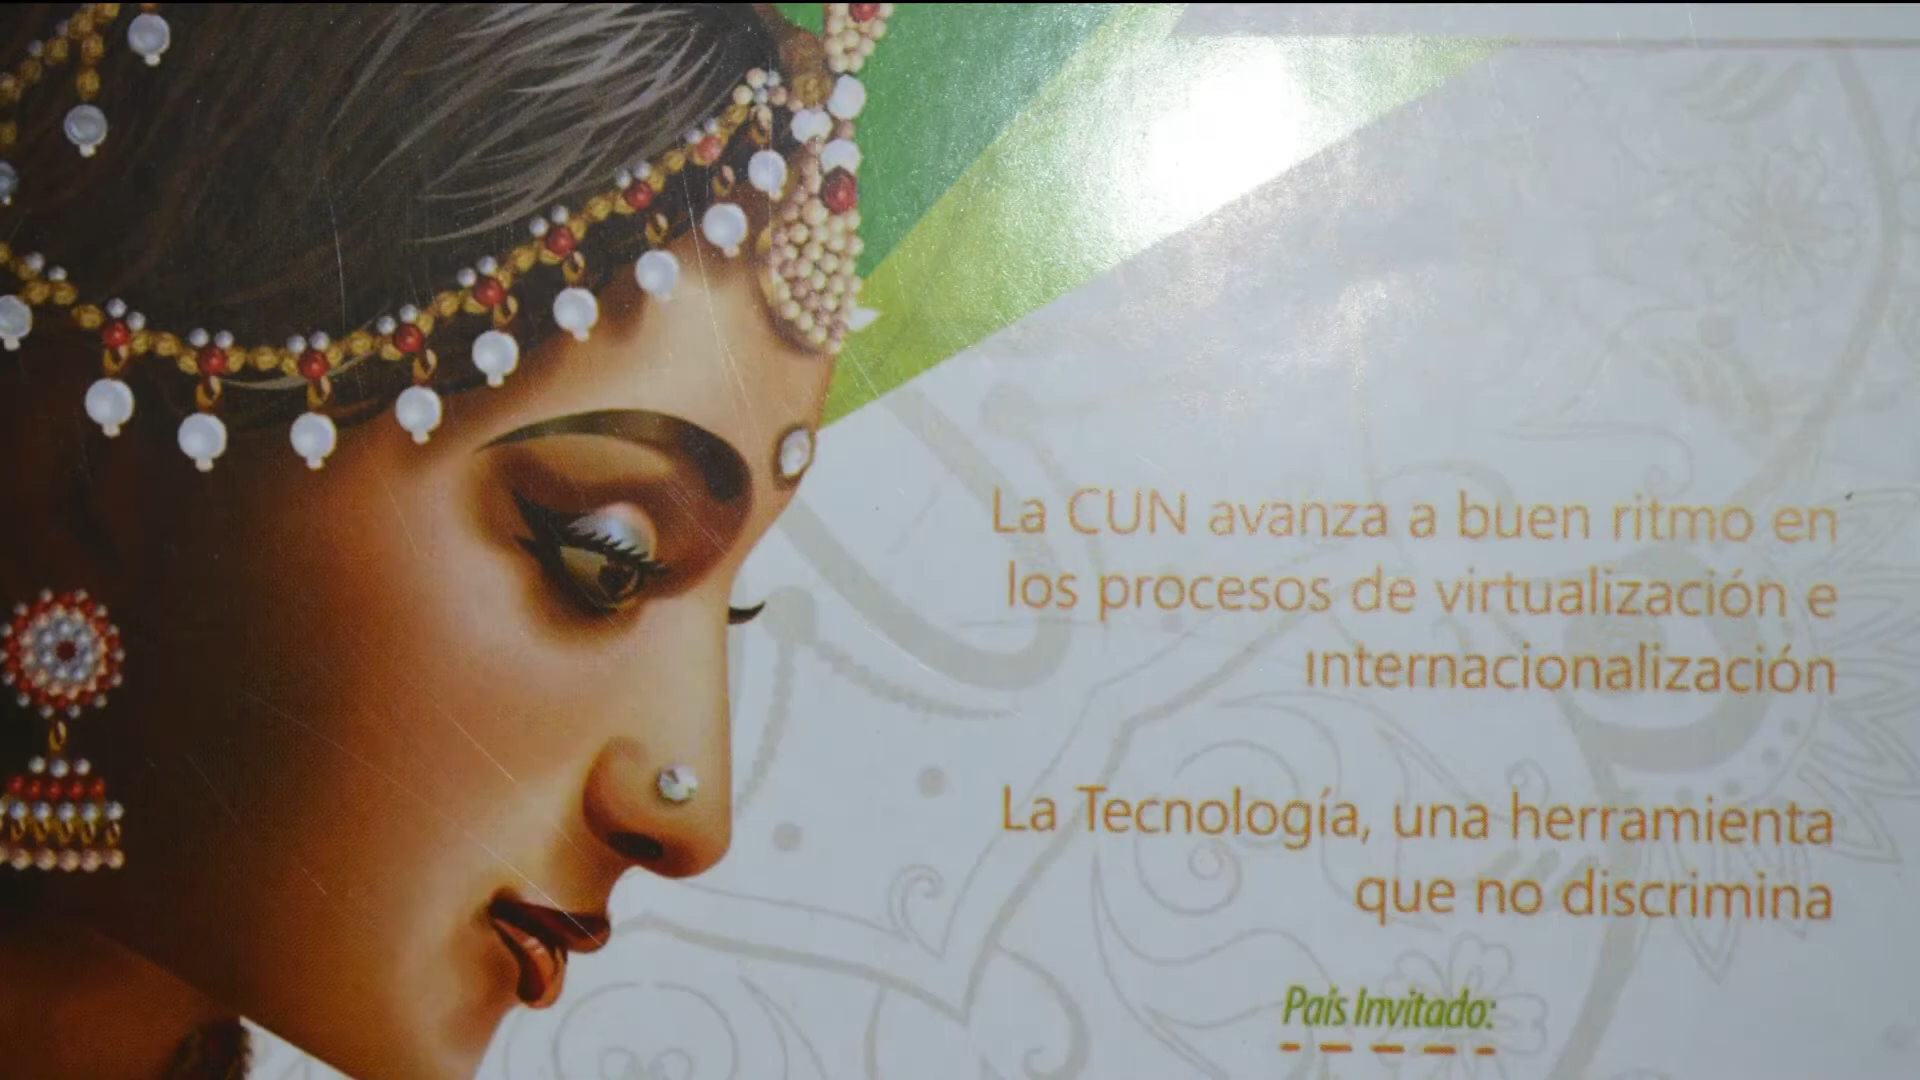 La CUN avanza a buen ritmo en
los procesos de virtualización e
internacionalización
La Tecnología, una herramienta
que no discrimina
País Invitado: